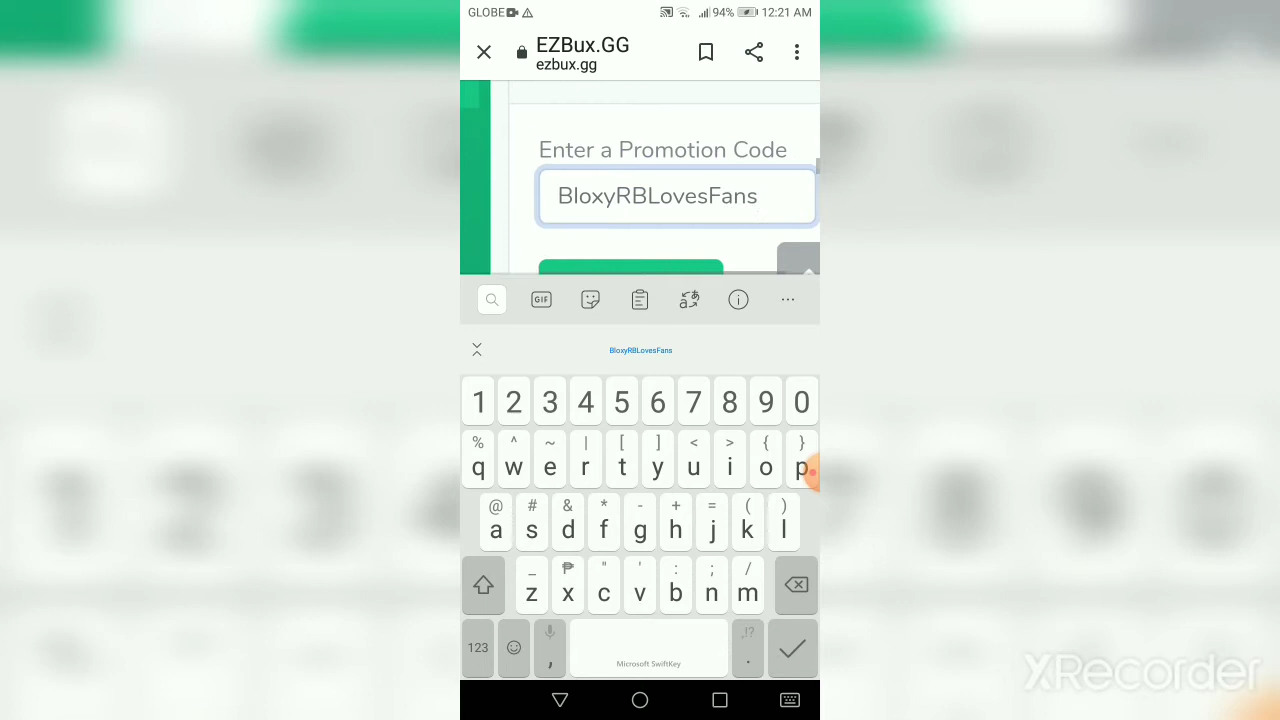 GLOBE 94% 12:21 AM
EZBux.GG
ezbux.gg
Enter a Promotion Code
BloxyRBLovesFans
GIF
BloxyRBLovesFans
1 2 3 4 5 6 7 8 9 0
% ^ ~ | [ ] < > { }
q w e r t y u i o p
@ # & * - + = ( )
a s d f g h j k l
_ ₱ " ' : ; /
z x c v b n m
,!?
123 , Microsoft SwiftKey .
XRecorder